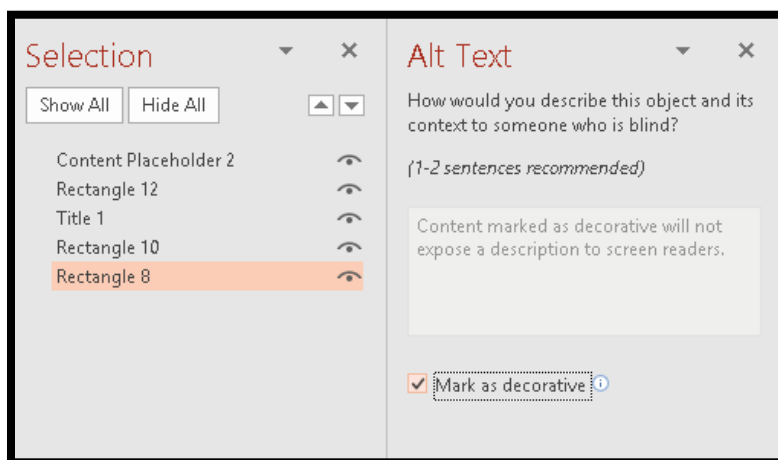 Selection
Show All
Hide All
Content Placeholder 2
Rectangle 12
Title 1
Rectangle 10
Rectangle 8
Alt Text
How would you describe this object and its
context to someone who is blind?
(1-2 sentences recommended)
Content marked as decorative will not
expose a description to screen readers.
Mark as decorative